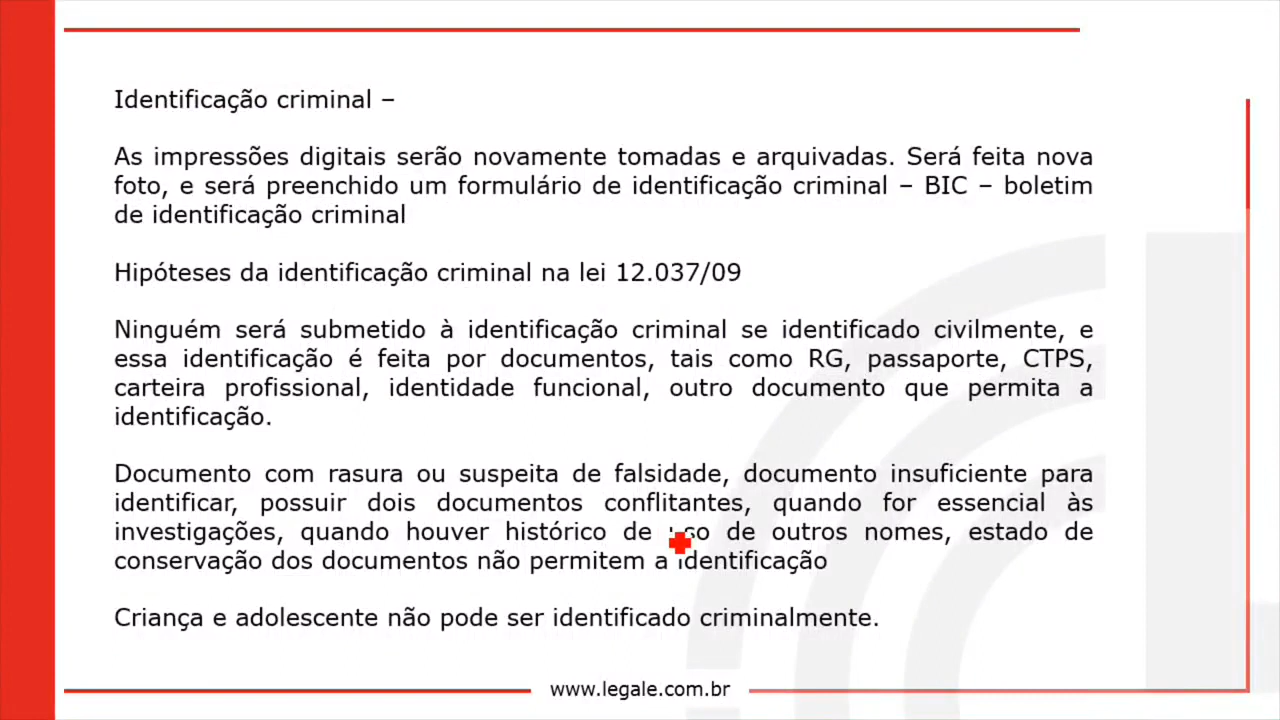 Identificação criminal –
As impressões digitais serão novamente tomadas e arquivadas. Será feita nova
foto, e será preenchido um formulário de identificação criminal – BIC – boletim
de identificação criminal
Hipóteses da identificação criminal na lei 12.037/09
Ninguém será submetido à identificação criminal se identificado civilmente, e
essa identificação é feita por documentos, tais como RG, passaporte, CTPS,
carteira profissional, identidade funcional, outro documento que permita a
identificação.
Documento com rasura ou suspeita de falsidade, documento insuficiente para
identificar, possuir dois documentos conflitantes, quando for essencial às
investigações, quando houver histórico de uso de outros nomes, estado de
conservação dos documentos não permitem a identificação
Criança e adolescente não pode ser identificado criminalmente.
www.legale.com.br